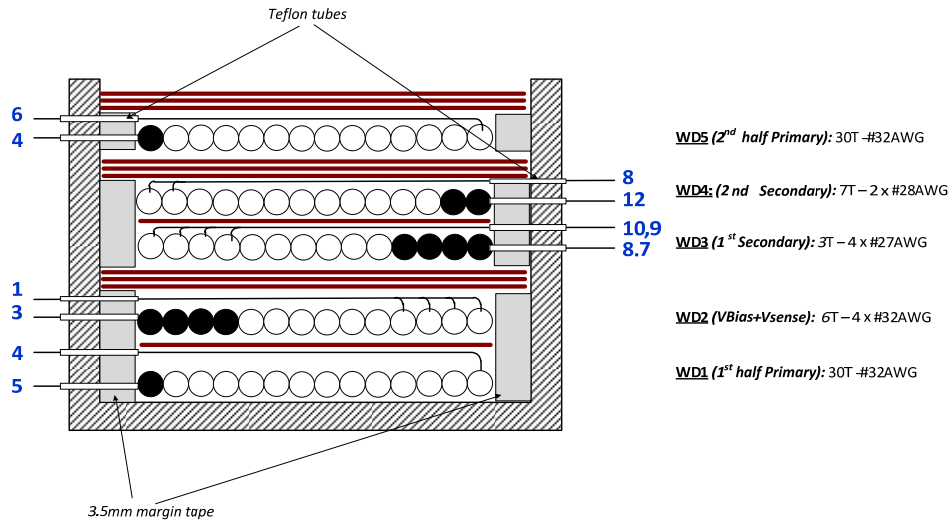 Teflon tubes
6
4
WD5 (2nd half Primary): 30T-#32AWG
8
12
WD4: (2 nd Secondary): 7T – 2 x #28AWG
10,9
8.7
WD3 (1 st Secondary): 3T– 4 x #27AWG
1
3
WD2 (VBias+Vsense): 6T – 4 x #32AWG
4
5
WD1 (1st half Primary): 30T -#32AWG
3.5mm margin tape